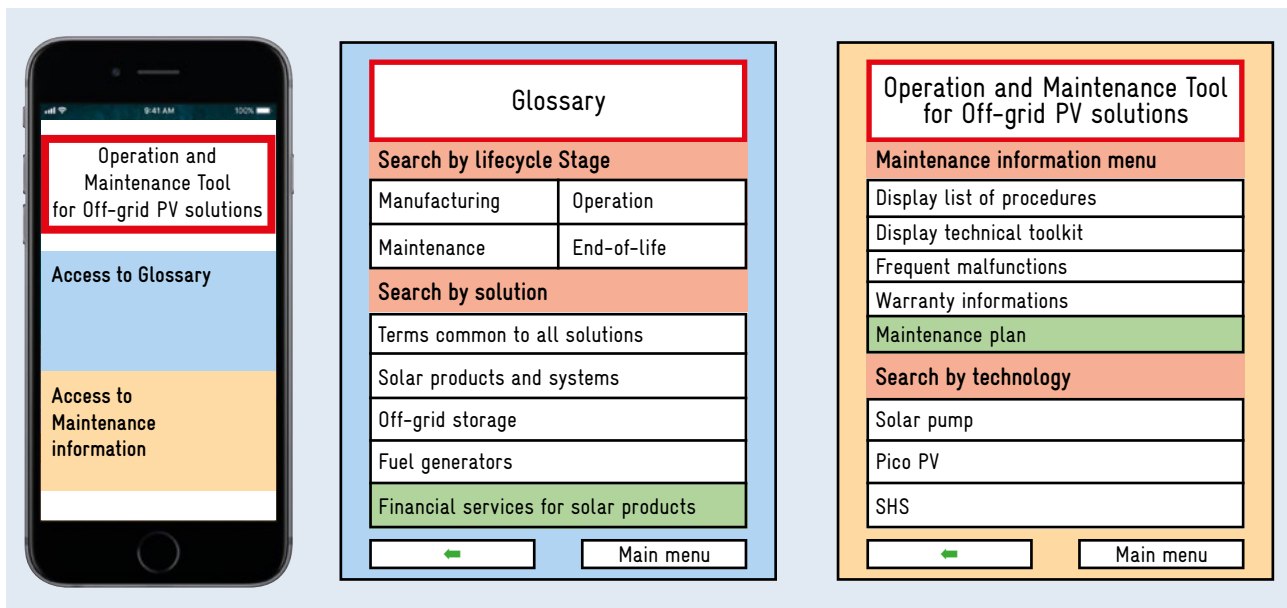 9:41 AM
100%
Operation and
Maintenance Tool
for Off-grid PV solutions
Access to Glossary
Access to
Maintenance
information
Glossary
Search by lifecycle Stage
Manufacturing
Operation
Maintenance
End-of-life
Search by solution
Terms common to all solutions
Solar products and systems
Off-grid storage
Fuel generators
Financial services for solar products
Main menu
Operation and Maintenance Tool
for Off-grid PV solutions
Maintenance information menu
Display list of procedures
Display technical toolkit
Frequent malfunctions
Warranty informations
Maintenance plan
Search by technology
Solar pump
Pico PV
SHS
Main menu